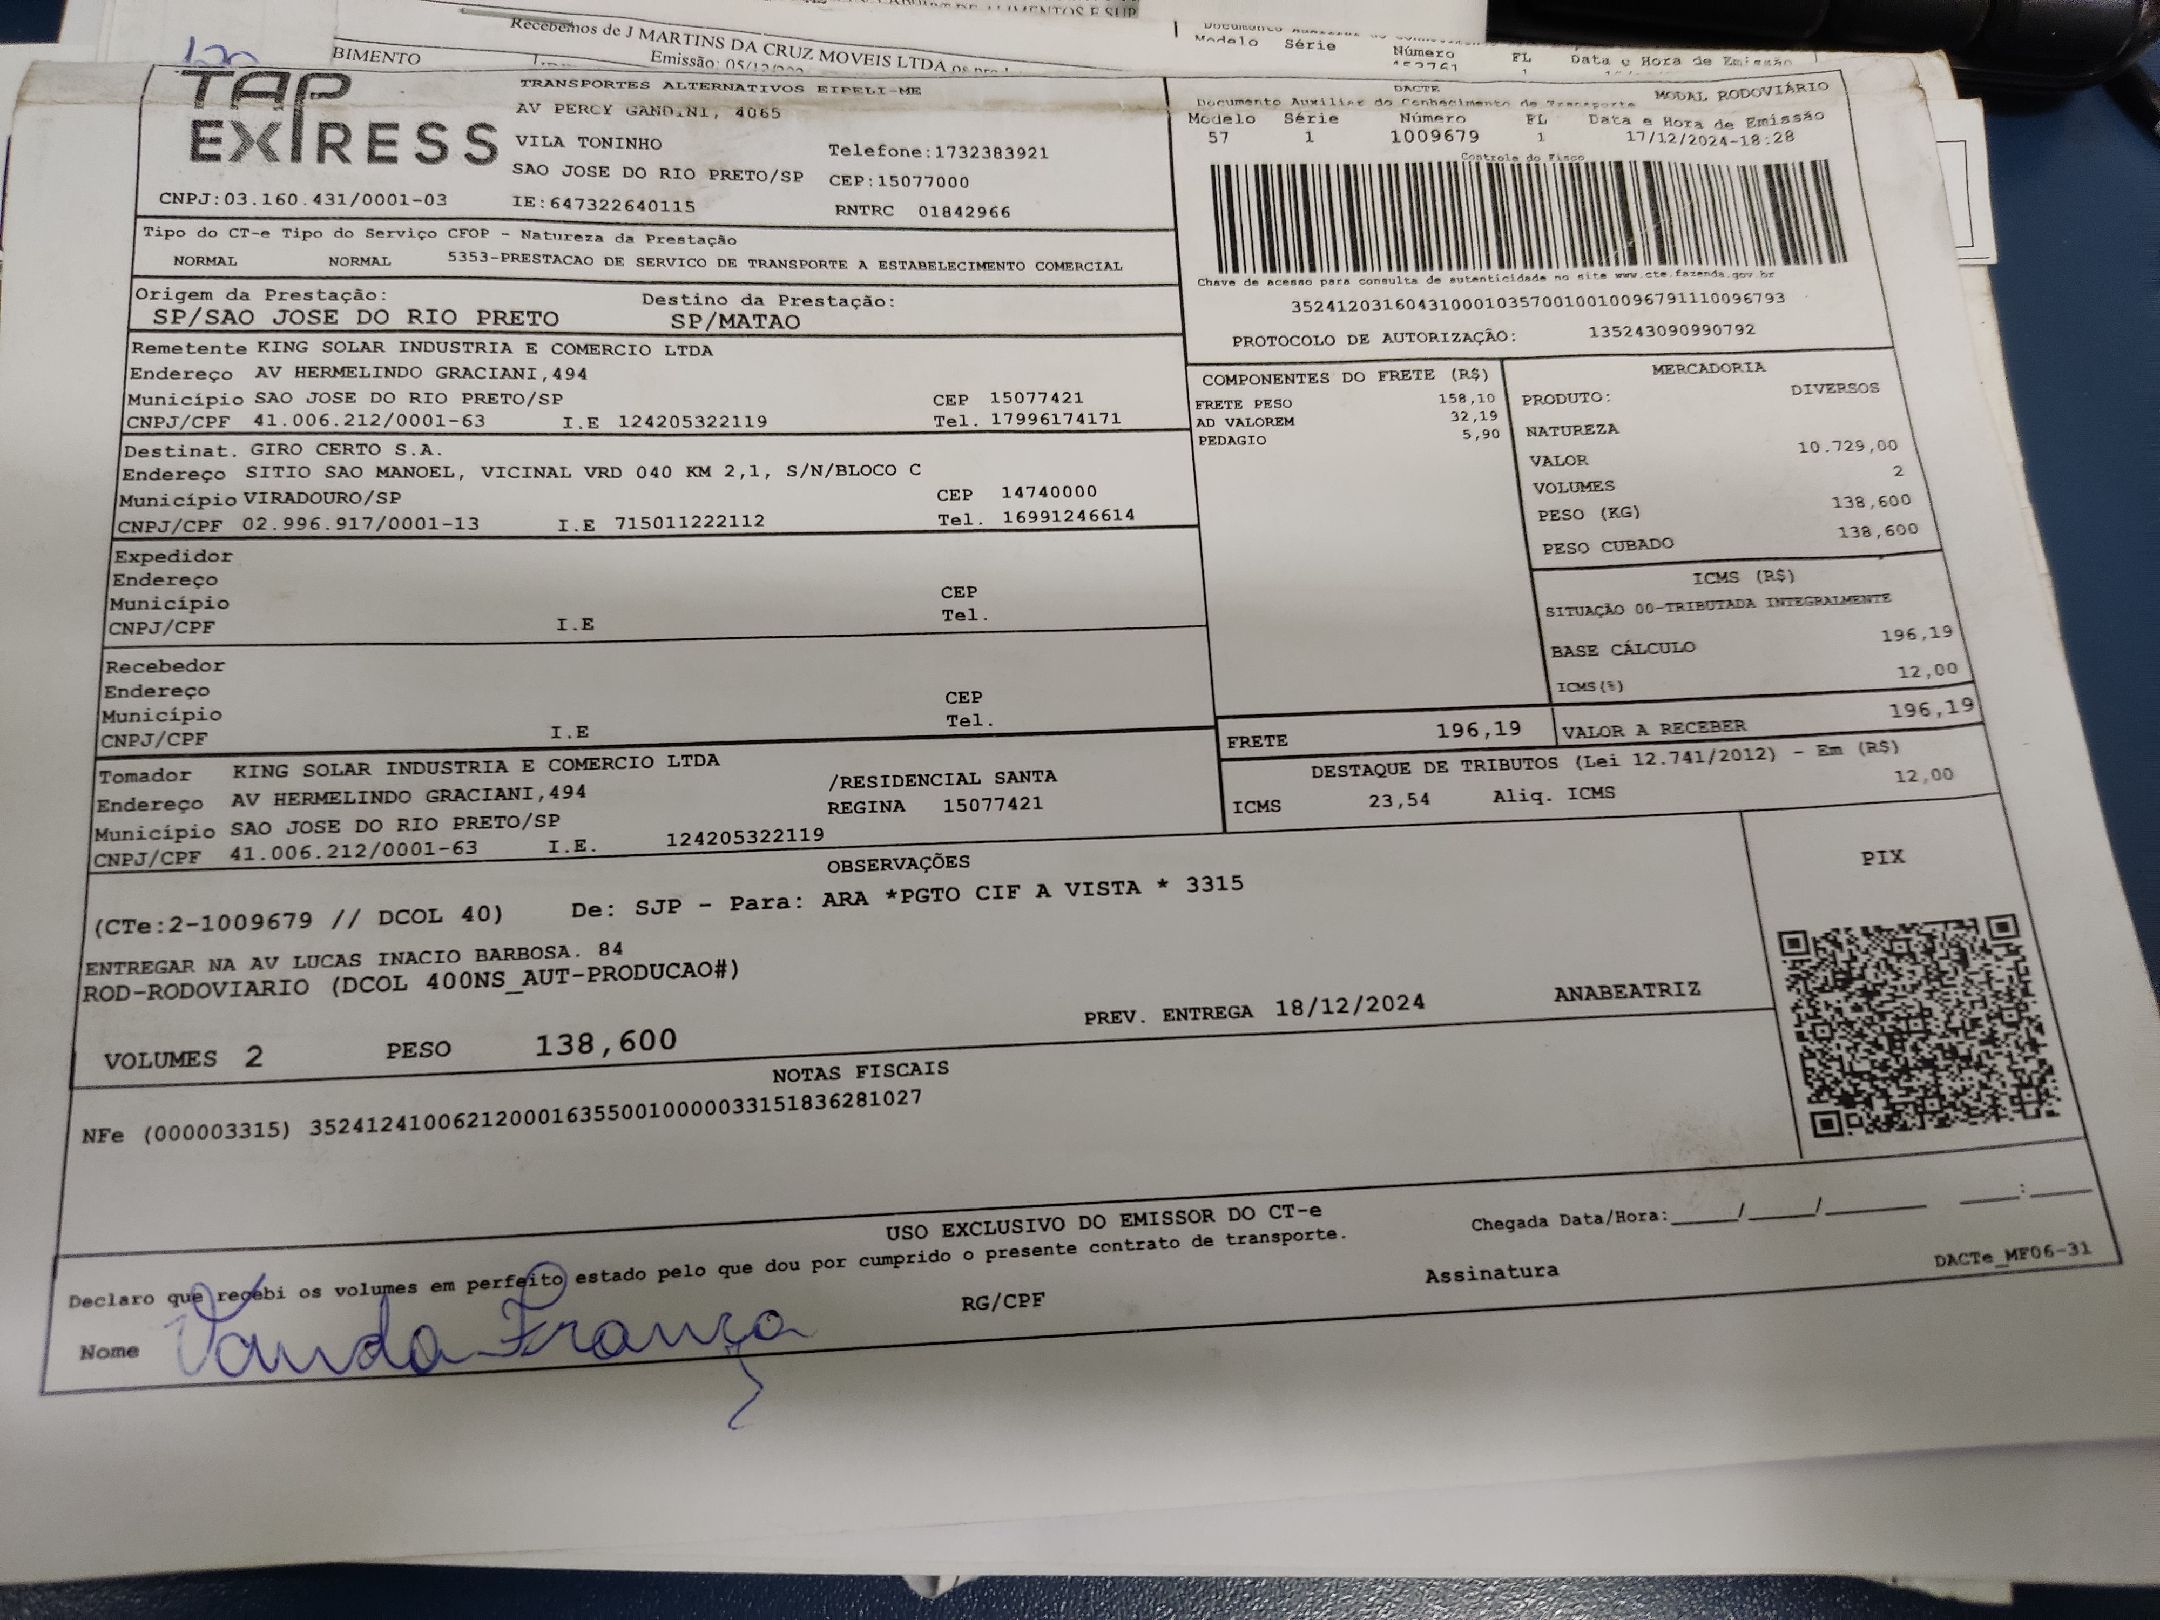 Recebemos de J MARTINS DA CRUZ MOVEIS LTDA os
Emissão: 05/12/
BIMENTO
Modelo Série Número FL Data e Hora de Emissão
TAP EXPRESS
TRANSPORTES ALTERNATIVOS EIRELI-ME
AV PERCY GANDINI, 4065
VILA TONINHO Telefone:1732383921
SAO JOSE DO RIO PRETO/SP CEP:15077000
CNPJ:03.160.431/0001-03 IE:647322640115 RNTRC 01842966
DACTE MODAL RODOVIÁRIO
Documento Auxiliar do Conhecimento de Transporte
Modelo Série Número FL Data e Hora de Emissão
57 1 1009679 1 17/12/2024-18:28
Controle do Fisco
Chave de acesso para consulta de autenticidade no site www.cte.fazenda.gov.br
35241203160431000103570010010096791110096793
PROTOCOLO DE AUTORIZAÇÃO: 135243090990792
Tipo do CT-e Tipo do Serviço CFOP - Natureza da Prestação
NORMAL NORMAL 5353-PRESTACAO DE SERVICO DE TRANSPORTE A ESTABELECIMENTO COMERCIAL
Origem da Prestação: Destino da Prestação:
SP/SAO JOSE DO RIO PRETO SP/MATAO
Remetente KING SOLAR INDUSTRIA E COMERCIO LTDA
Endereço AV HERMELINDO GRACIANI,494
Município SAO JOSE DO RIO PRETO/SP CEP 15077421
CNPJ/CPF 41.006.212/0001-63 I.E 124205322119 Tel. 17996174171
Destinat. GIRO CERTO S.A.
Endereço SITIO SAO MANOEL, VICINAL VRD 040 KM 2,1, S/N/BLOCO C
Município VIRADOURO/SP CEP 14740000
CNPJ/CPF 02.996.917/0001-13 I.E 715011222112 Tel. 16991246614
Expedidor
Endereço
Município CEP
CNPJ/CPF I.E Tel.
Recebedor
Endereço
Município CEP
CNPJ/CPF I.E Tel.
Tomador KING SOLAR INDUSTRIA E COMERCIO LTDA
Endereço AV HERMELINDO GRACIANI,494 /RESIDENCIAL SANTA
Município SAO JOSE DO RIO PRETO/SP REGINA 15077421
CNPJ/CPF 41.006.212/0001-63 I.E. 124205322119
COMPONENTES DO FRETE (R$)
FRETE PESO 158,10
AD VALOREM 32,19
PEDAGIO 5,90
MERCADORIA
PRODUTO: DIVERSOS
NATUREZA
VALOR 10.729,00
VOLUMES 2
PESO (KG) 138,600
PESO CUBADO 138,600
ICMS (R$)
SITUAÇÃO 00-TRIBUTADA INTEGRALMENTE
BASE CÁLCULO 196,19
ICMS(%) 12,00
FRETE 196,19 VALOR A RECEBER 196,19
DESTAQUE DE TRIBUTOS (Lei 12.741/2012) - Em (R$)
ICMS 23,54 Aliq. ICMS 12,00
OBSERVAÇÕES
(CTe:2-1009679 // DCOL 40) De: SJP - Para: ARA *PGTO CIF A VISTA * 3315
ENTREGAR NA AV LUCAS INACIO BARBOSA. 84
ROD-RODOVIARIO (DCOL 400NS_AUT-PRODUCAO#)
PREV. ENTREGA 18/12/2024 ANABEATRIZ
VOLUMES 2 PESO 138,600
PIX
NOTAS FISCAIS
NFe (000003315) 35241241006212000163550010000033151836281027
USO EXCLUSIVO DO EMISSOR DO CT-e
Declaro que recebi os volumes em perfeito estado pelo que dou por cumprido o presente contrato de transporte.
Chegada Data/Hora:_____/_____/_______ ____:____
Nome Vanda França RG/CPF Assinatura
DACTe_MF06-31